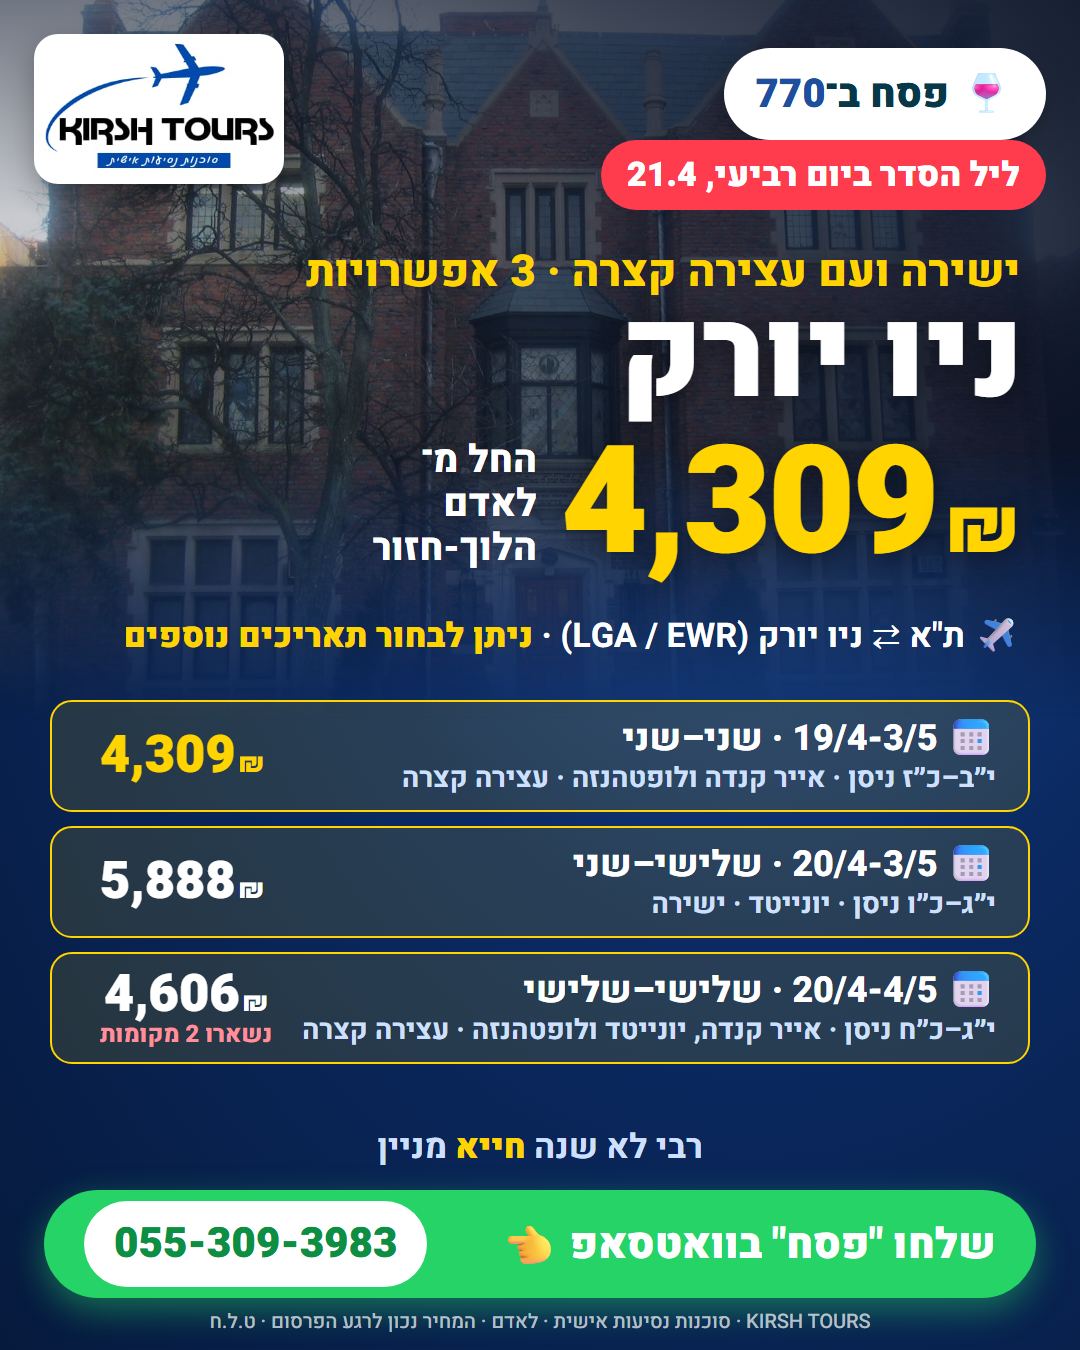 KIRSH TOURS
סוכנות נסיעות אישית
פסח ב־770
ליל הסדר ביום רביעי, 21.4
ישירה ועם עצירה קצרה · 3 אפשרויות
ניו יורק
₪4,309
החל מ־
לאדם
הלוך-חזור
ת"א ⇄ ניו יורק (LGA / EWR) · ניתן לבחור תאריכים נוספים
19/4-3/5 · שני–שני
י״ב–כ״ז ניסן · אייר קנדה ולופטהנזה · עצירה קצרה
₪4,309
20/4-3/5 · שלישי–שני
י״ג–כ״ו ניסן · יונייטד · ישירה
₪5,888
20/4-4/5 · שלישי–שלישי
י״ג–כ״ח ניסן · אייר קנדה, יונייטד ולופטהנזה · עצירה קצרה
₪4,606
נשארו 2 מקומות
רבי לא שנה חייא מניין
שלחו "פסח" בוואטסאפ
055-309-3983
KIRSH TOURS · סוכנות נסיעות אישית · לאדם · המחיר נכון לרגע הפרסום · ט.ל.ח